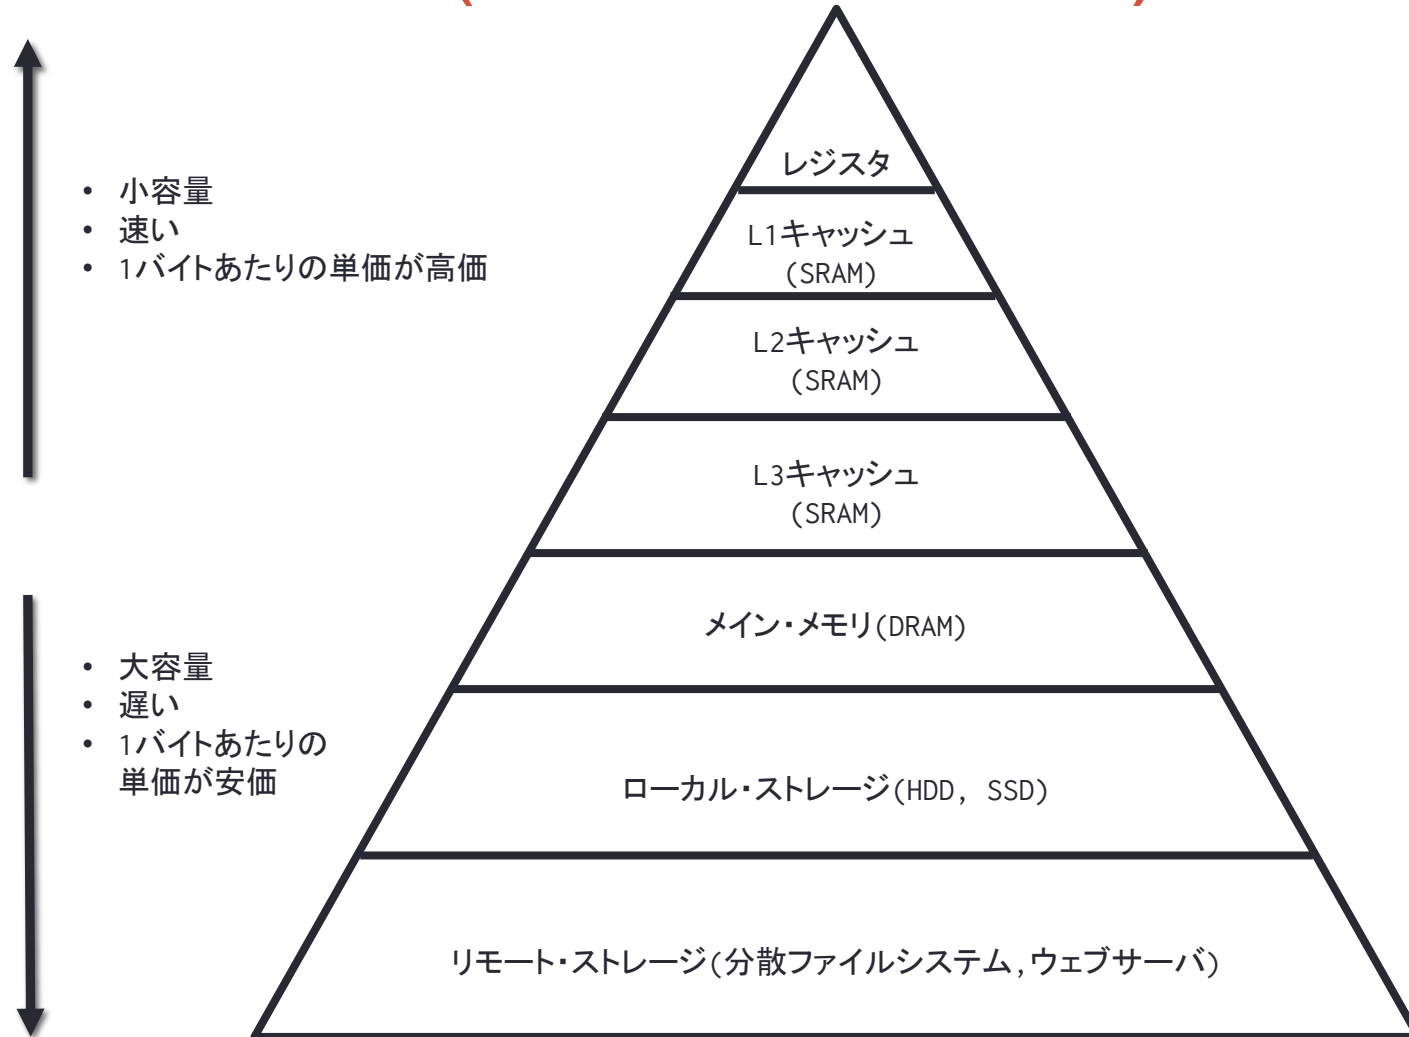 • 小容量
• 速い
• 1バイトあたりの単価が高価
レジスタ
L1キャッシュ
(SRAM)
L2キャッシュ
(SRAM)
L3キャッシュ
(SRAM)
メイン・メモリ(DRAM)
• 大容量
• 遅い
• 1バイトあたりの
単価が安価
ローカル・ストレージ(HDD, SSD)
リモート・ストレージ(分散ファイルシステム,ウェブサーバ)